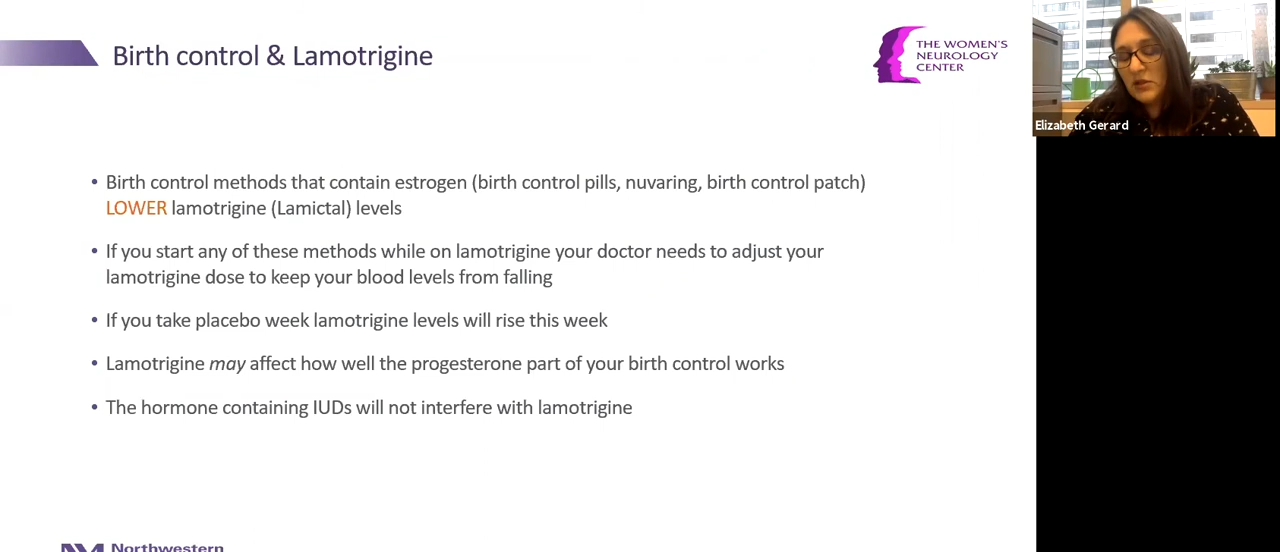 Birth control & Lamotrigine
THE WOMEN'S
NEUROLOGY
CENTER
Elizabeth Gerard
• Birth control methods that contain estrogen (birth control pills, nuvaring, birth control patch)
LOWER lamotrigine (Lamictal) levels
• If you start any of these methods while on lamotrigine your doctor needs to adjust your
lamotrigine dose to keep your blood levels from falling
• If you take placebo week lamotrigine levels will rise this week
• Lamotrigine may affect how well the progesterone part of your birth control works
• The hormone containing IUDs will not interfere with lamotrigine
Northwestern